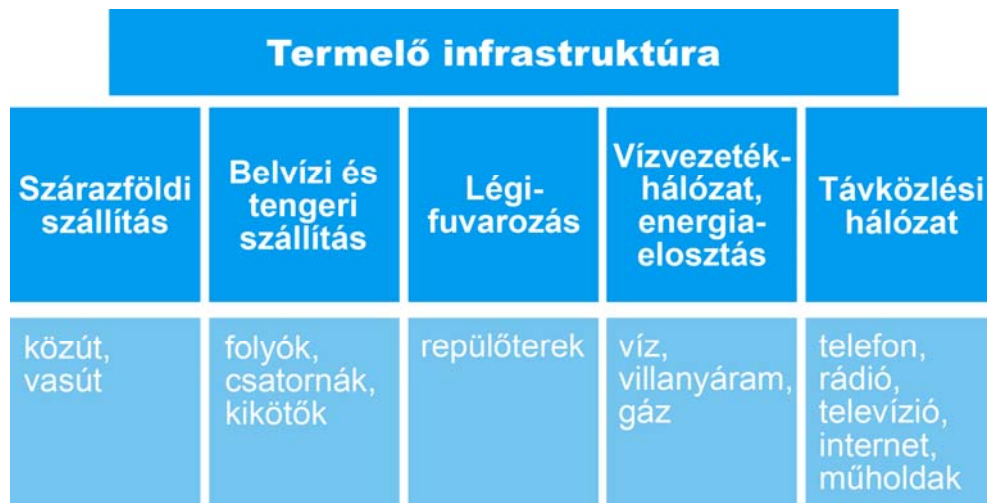 Termelő infrastruktúra
Szárazföldi
szállítás
Belvízi és
tengeri
szállítás
Légi-
fuvarozás
Vízvezeték-
hálózat,
energia-
elosztás
Távközlési
hálózat
közút,
vasút
folyók,
csatornák,
kikötők
repülőterek
víz,
villanyáram,
gáz
telefon,
rádió,
televízió,
internet,
műholdak